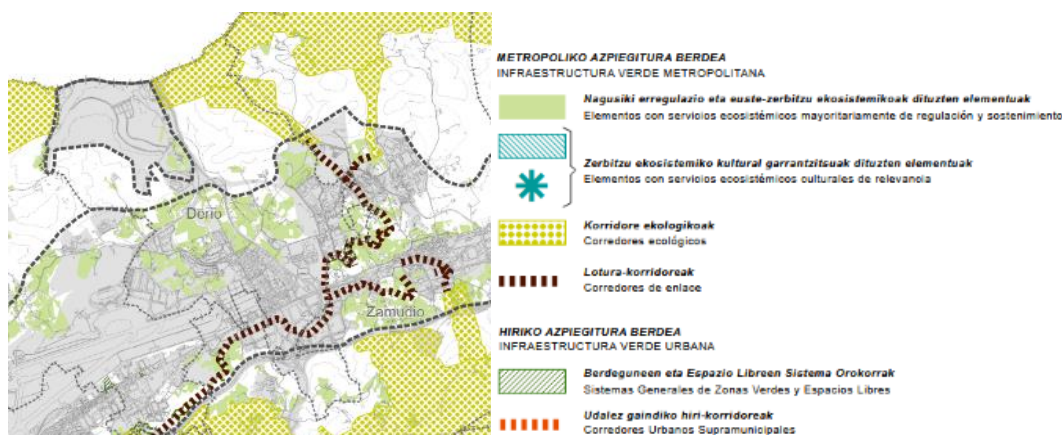 Derio
Zamudio
METROPOLIKO AZPIEGITURA BERDEA
INFRAESTRUCTURA VERDE METROPOLITANA
Nagusiki erregulazio eta euste-zerbitzu ekosistemikoak dituzten elementuak
Elementos con servicios ecosistémicos mayoritariamente de regulación y sostenimiento
Zerbitzu ekosistemiko kultural garrantzitsuak dituzten elementuak
Elementos con servicios ecosistémicos culturales de relevancia
Korridore ekologikoak
Corredores ecológicos
Lotura-korridoreak
Corredores de enlace
HIRIKO AZPIEGITURA BERDEA
INFRAESTRUCTURA VERDE URBANA
Berdeguneen eta Espazio Libreen Sistema Orokorrak
Sistemas Generales de Zonas Verdes y Espacios Libres
Udalez gaindiko hiri-korridoreak
Corredores Urbanos Supramunicipales